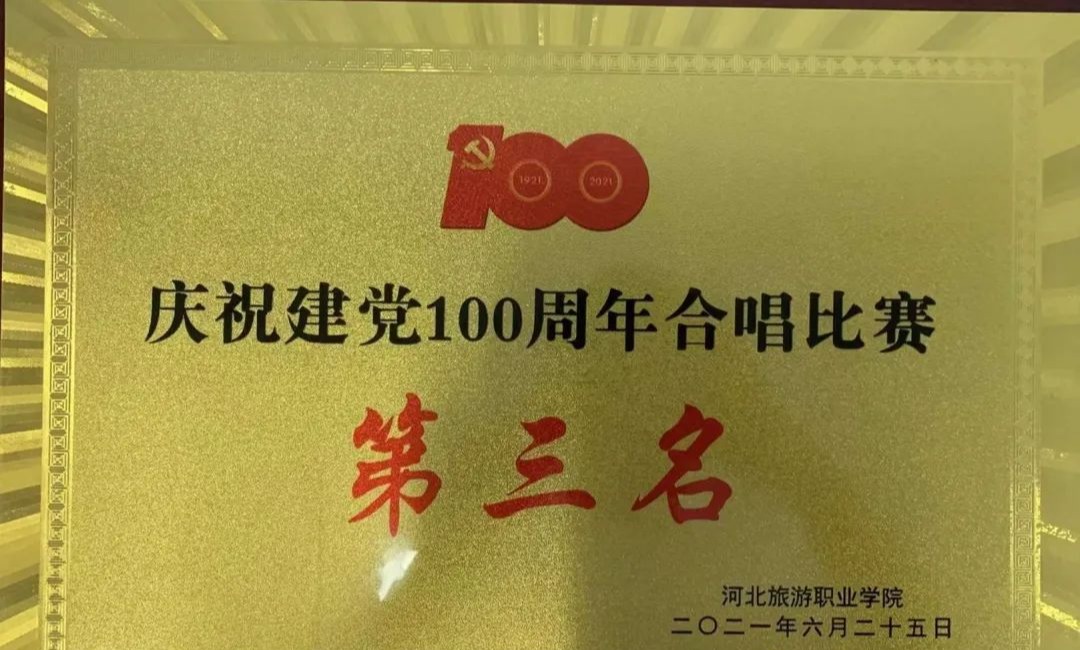 100
1921 2021
庆祝建党100周年合唱比赛
第三名
河北旅游职业学院
二〇二一年六月二十五日